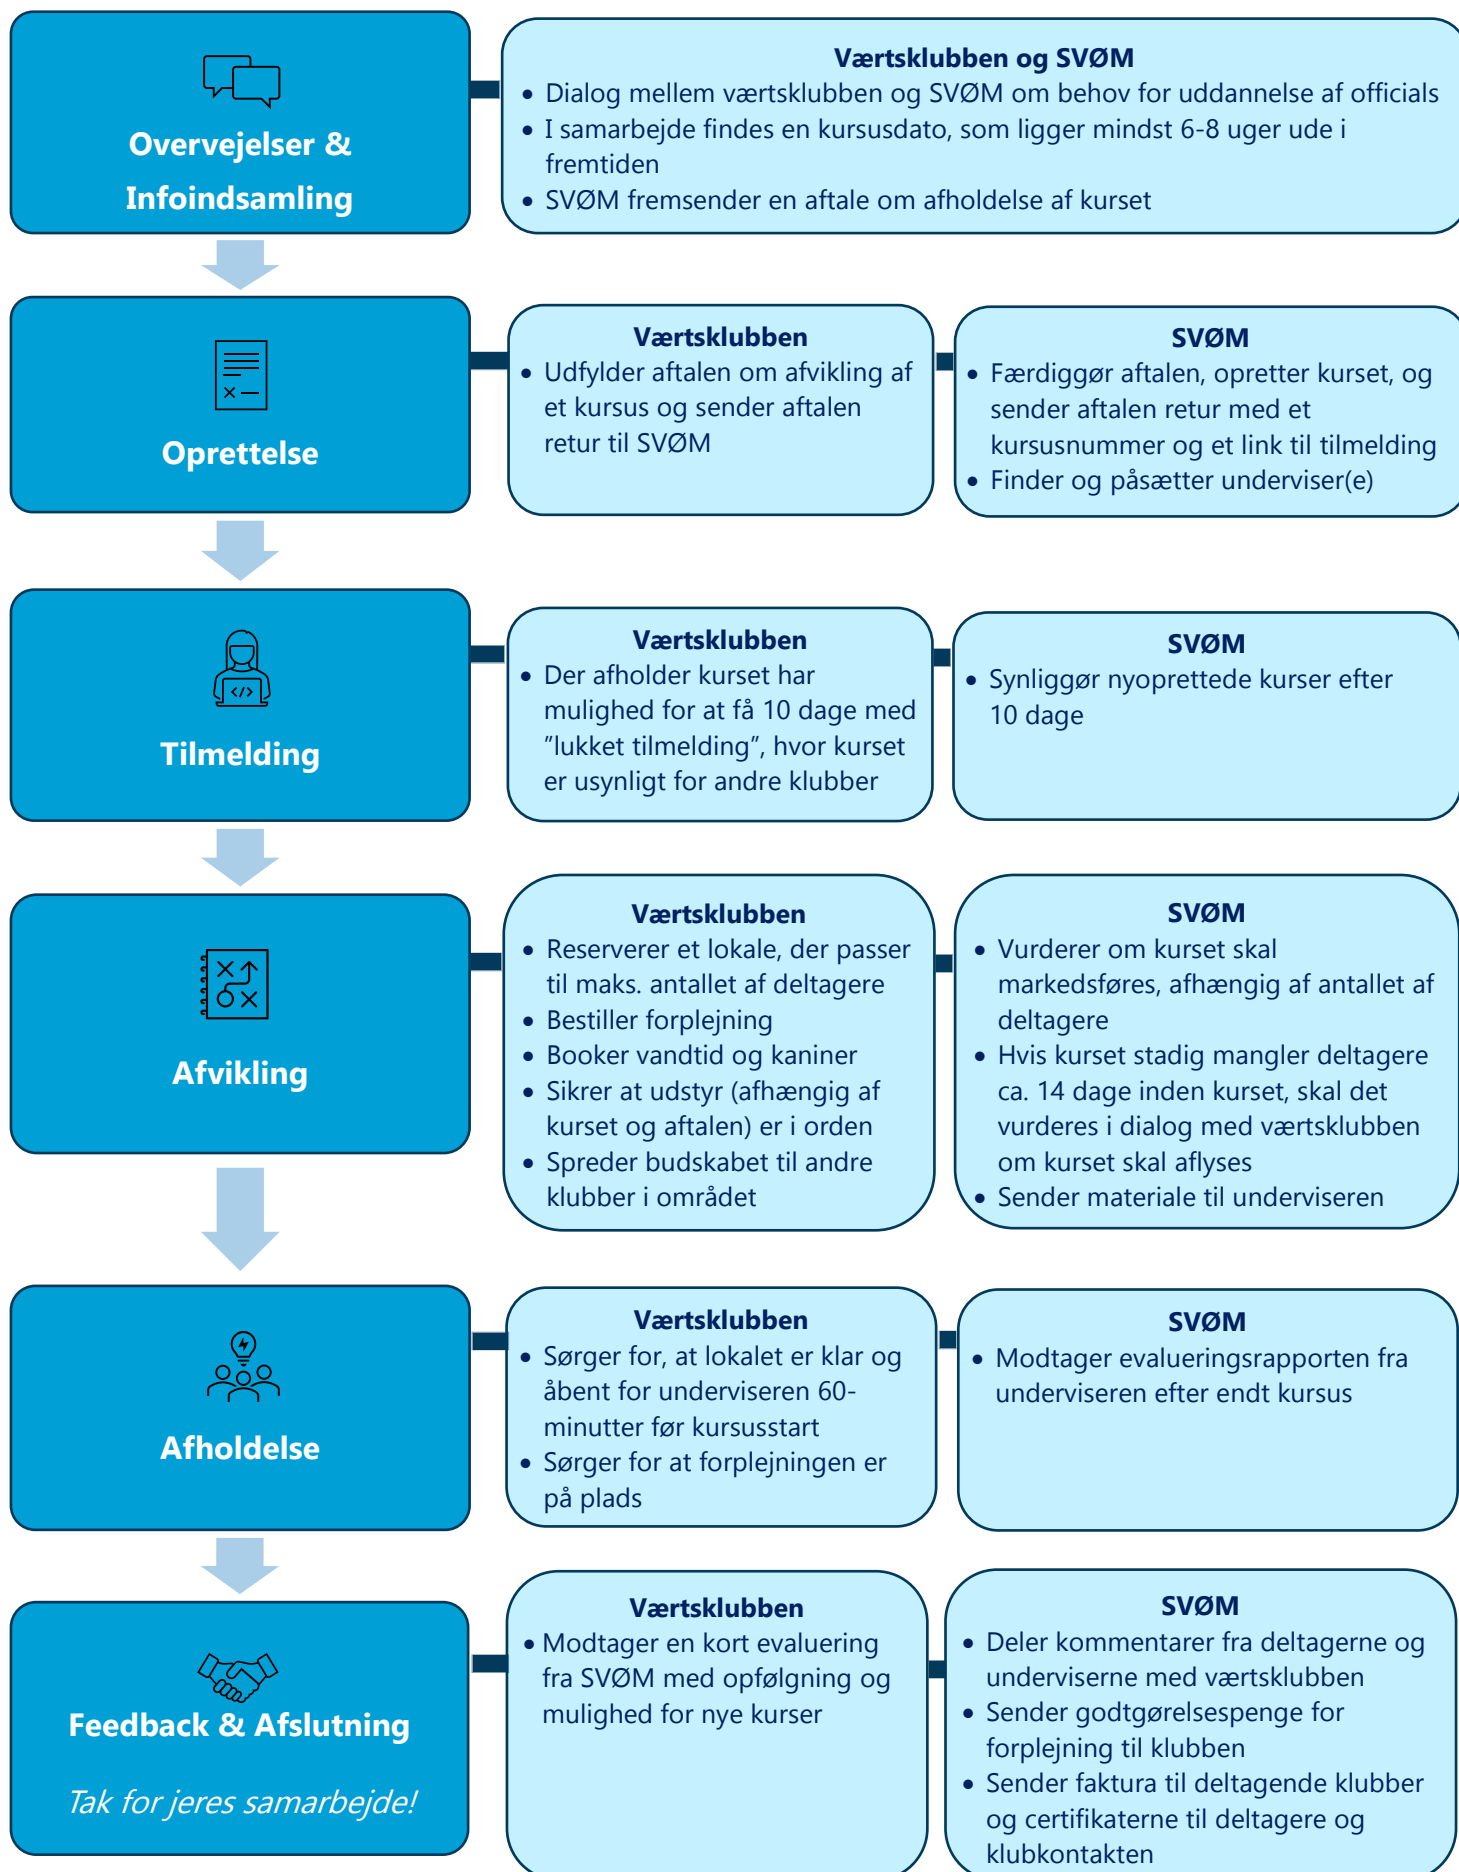 Overvejelser &
Infoindsamling
Værtsklubben og SVØM
• Dialog mellem værtsklubben og SVØM om behov for uddannelse af officials
• I samarbejde findes en kursusdato, som ligger mindst 6-8 uger ude i
fremtiden
• SVØM fremsender en aftale om afholdelse af kurset
Oprettelse
Værtsklubben
• Udfylder aftalen om afvikling af
et kursus og sender aftalen
retur til SVØM
SVØM
• Færdiggør aftalen, opretter kurset, og
sender aftalen retur med et
kursusnummer og et link til tilmelding
• Finder og påsætter underviser(e)
Tilmelding
Værtsklubben
• Der afholder kurset har
mulighed for at få 10 dage med
”lukket tilmelding”, hvor kurset
er usynligt for andre klubber
SVØM
• Synliggør nyoprettede kurser efter
10 dage
Afvikling
Værtsklubben
• Reserverer et lokale, der passer
til maks. antallet af deltagere
• Bestiller forplejning
• Booker vandtid og kaniner
• Sikrer at udstyr (afhængig af
kurset og aftalen) er i orden
• Spreder budskabet til andre
klubber i området
SVØM
• Vurderer om kurset skal
markedsføres, afhængig af antallet af
deltagere
• Hvis kurset stadig mangler deltagere
ca. 14 dage inden kurset, skal det
vurderes i dialog med værtsklubben
om kurset skal aflyses
• Sender materiale til underviseren
Afholdelse
Værtsklubben
• Sørger for, at lokalet er klar og
åbent for underviseren 60-
minutter før kursusstart
• Sørger for at forplejningen er
på plads
SVØM
• Modtager evalueringsrapporten fra
underviseren efter endt kursus
Feedback & Afslutning
Tak for jeres samarbejde!
Værtsklubben
• Modtager en kort evaluering
fra SVØM med opfølgning og
mulighed for nye kurser
SVØM
• Deler kommentarer fra deltagerne og
underviserne med værtsklubben
• Sender godtgørelsespenge for
forplejning til klubben
• Sender faktura til deltagende klubber
og certifikaterne til deltagere og
klubkontakten